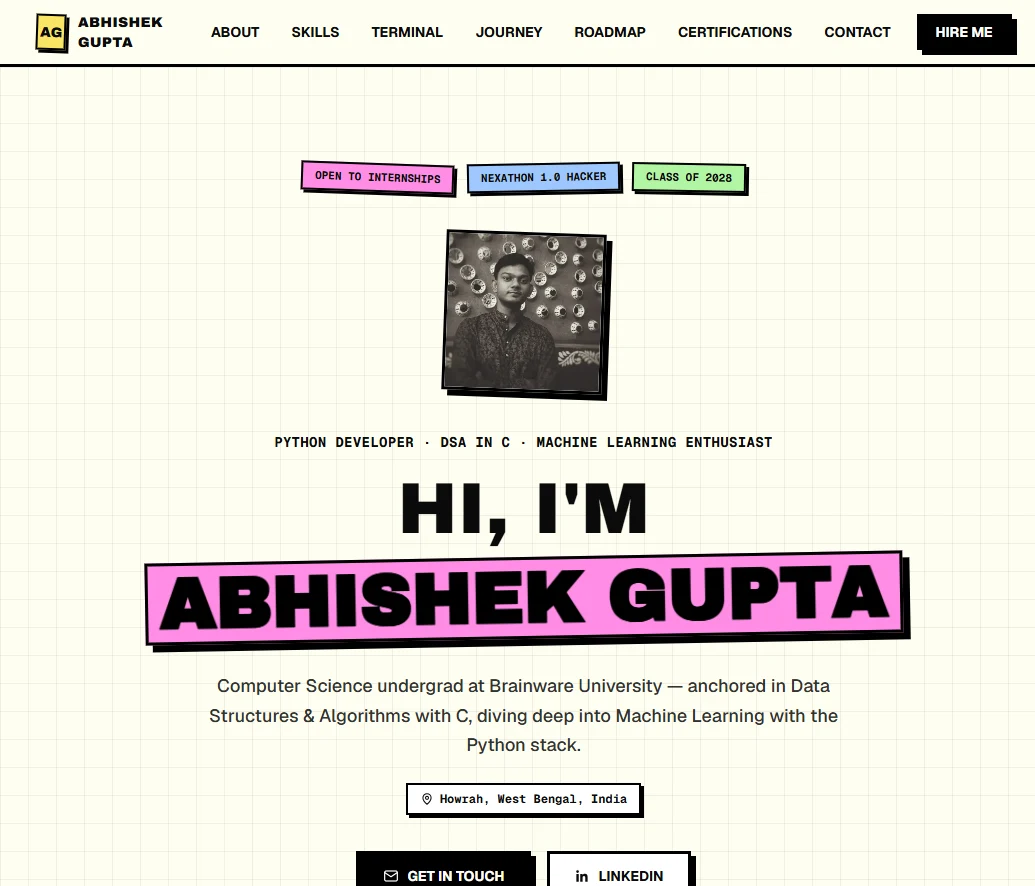 AG
ABHISHEK
GUPTA
ABOUT SKILLS TERMINAL JOURNEY ROADMAP CERTIFICATIONS CONTACT HIRE ME
OPEN TO INTERNSHIPS NEXATHON 1.0 HACKER CLASS OF 2028
PYTHON DEVELOPER · DSA IN C · MACHINE LEARNING ENTHUSIAST
HI, I'M
ABHISHEK GUPTA
Computer Science undergrad at Brainware University — anchored in Data
Structures & Algorithms with C, diving deep into Machine Learning with the
Python stack.
Howrah, West Bengal, India
GET IN TOUCH in LINKEDIN